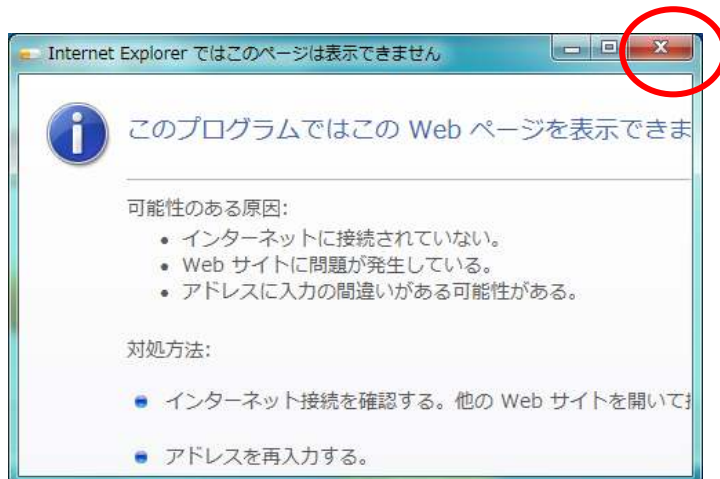 Internet Explorer ではこのページは表示できません
このプログラムではこの Web ページを表示できま
可能性のある原因:
インターネットに接続されていない。
Web サイトに問題が発生している。
アドレスに入力の間違いがある可能性がある。
対処方法:
インターネット接続を確認する。他の Web サイトを開いて
アドレスを再入力する。